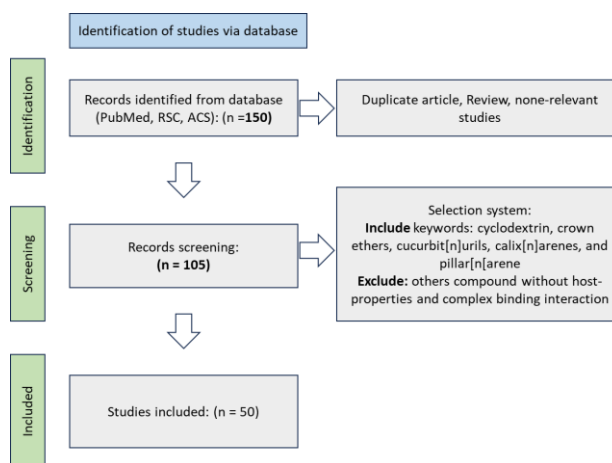 Identification of studies via database
Identification
Records identified from database
(PubMed, RSC, ACS): (n =150)
Duplicate article, Review, none-relevant
studies
Screening
Records screening:
(n = 105)
Selection system:
Include keywords: cyclodextrin, crown
ethers, cucurbit[n]urils, calix[n]arenes, and
pillar[n[arene
Exclude: others compound without host-
properties and complex binding interaction
Included
Studies included: (n = 50)